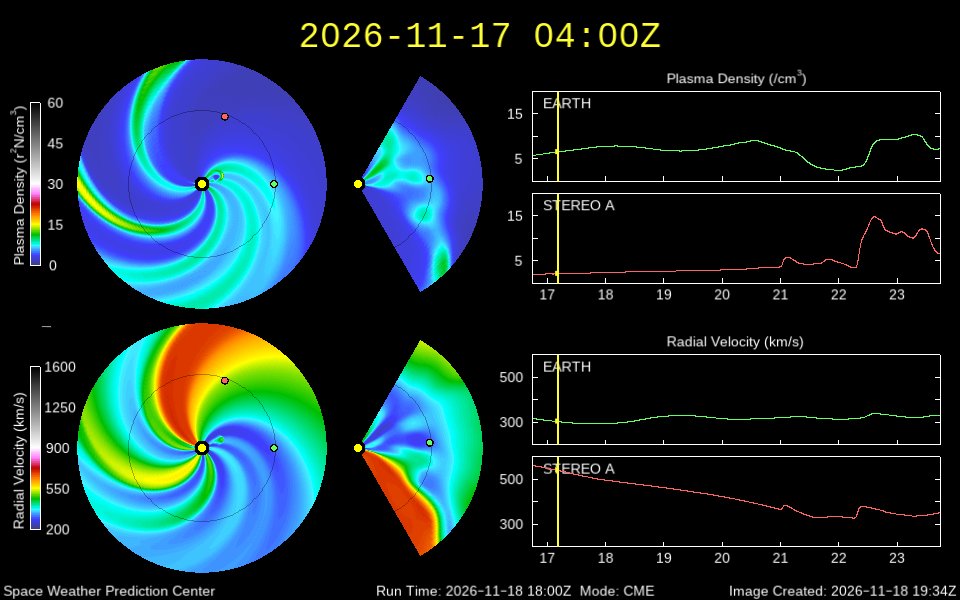 2026-11-17 04:00Z
Plasma Density (/cm3)
Plasma Density (r2N/cm3)
60
45
30
15
0
EARTH
15
5
STEREO A
15
5
17 18 19 20 21 22 23
Radial Velocity (km/s)
Radial Velocity (km/s)
1600
1250
900
550
200
EARTH
500
300
STEREO A
500
300
17 18 19 20 21 22 23
Space Weather Prediction Center Run Time: 2026-11-18 18:00Z Mode: CME Image Created: 2026-11-18 19:34Z